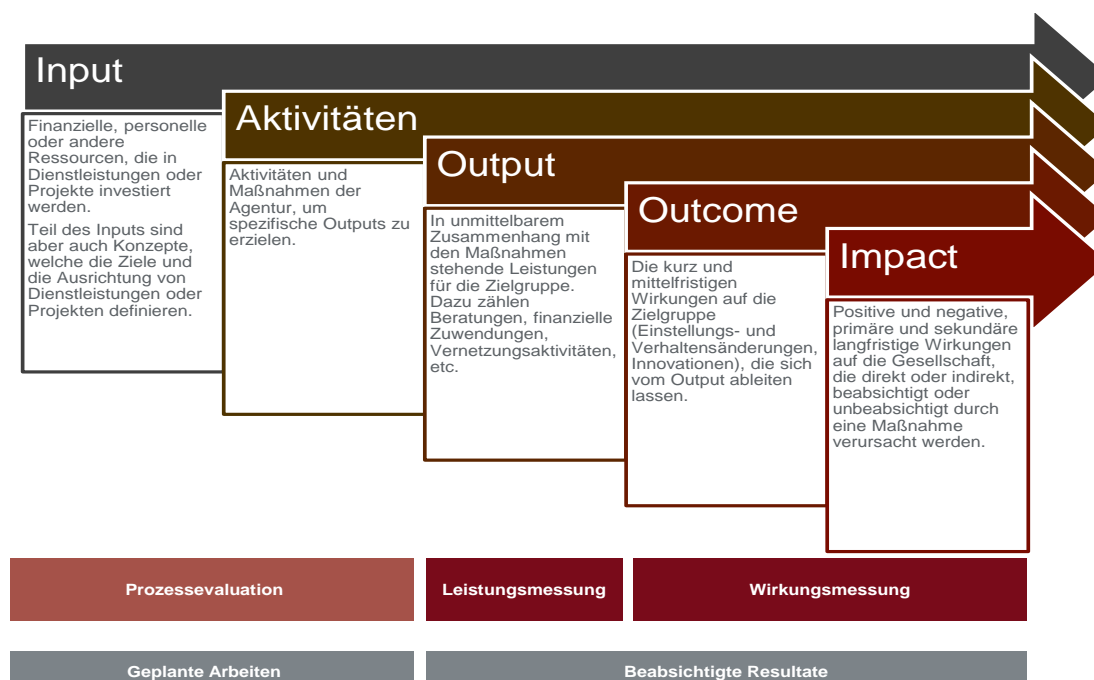 Input
Finanzielle, personelle
oder andere
Ressourcen, die in
Dienstleistungen oder
Projekte investiert
werden.
Teil des Inputs sind
aber auch Konzepte,
welche die Ziele und
die Ausrichtung von
Dienstleistungen oder
Projekten definieren.
Aktivitäten
Aktivitäten und
Maßnahmen der
Agentur, um
spezifische Outputs zu
erzielen.
Output
In unmittelbarem
Zusammenhang mit
den Maßnahmen
stehende Leistungen
für die Zielgruppe.
Dazu zählen
Beratungen, finanzielle
Zuwendungen,
Vernetzungsaktivitäten,
etc.
Outcome
Die kurz und
mittelfristigen
Wirkungen auf die
Zielgruppe
(Einstellungs- und
Verhaltensänderungen,
Innovationen), die sich
vom Output ableiten
lassen.
Impact
Positive und negative,
primäre und sekundäre
langfristige Wirkungen
auf die Gesellschaft,
die direkt oder indirekt,
beabsichtigt oder
unbeabsichtigt durch
eine Maßnahme
verursacht werden.
Prozessevaluation
Leistungsmessung
Wirkungsmessung
Geplante Arbeiten
Beabsichtigte Resultate